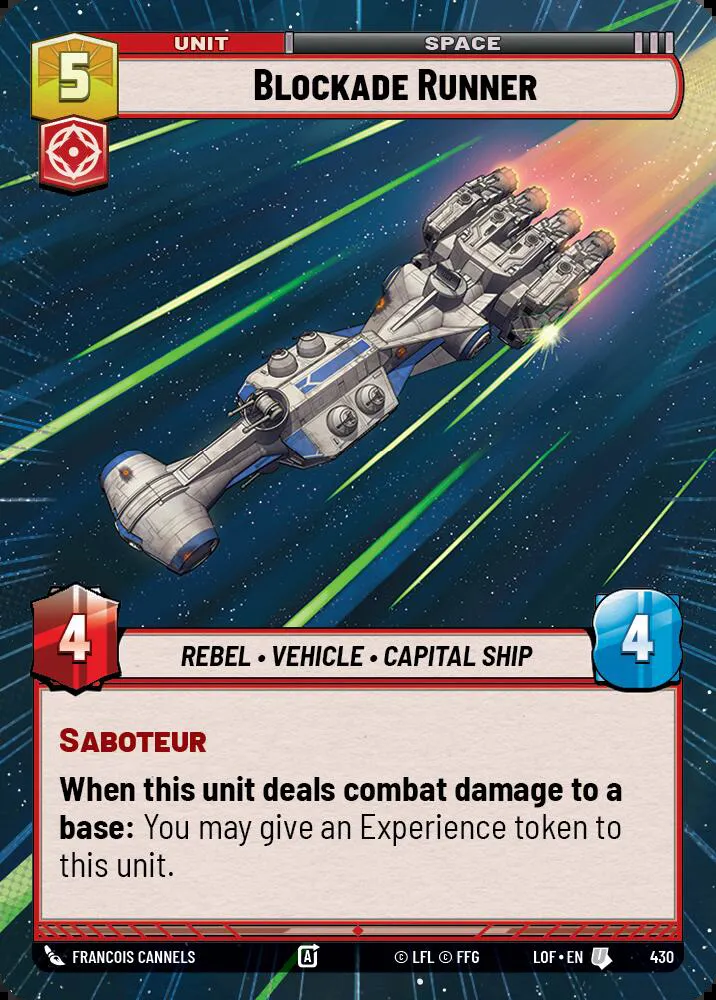 UNIT
SPACE
5
BLOCKADE RUNNER
4
REBEL • VEHICLE • CAPITAL SHIP
4
SABOTEUR
When this unit deals combat damage to a
base: You may give an Experience token to
this unit.
FRANCOIS CANNELS
A
© LFL © FFG
LOF • EN
U
430